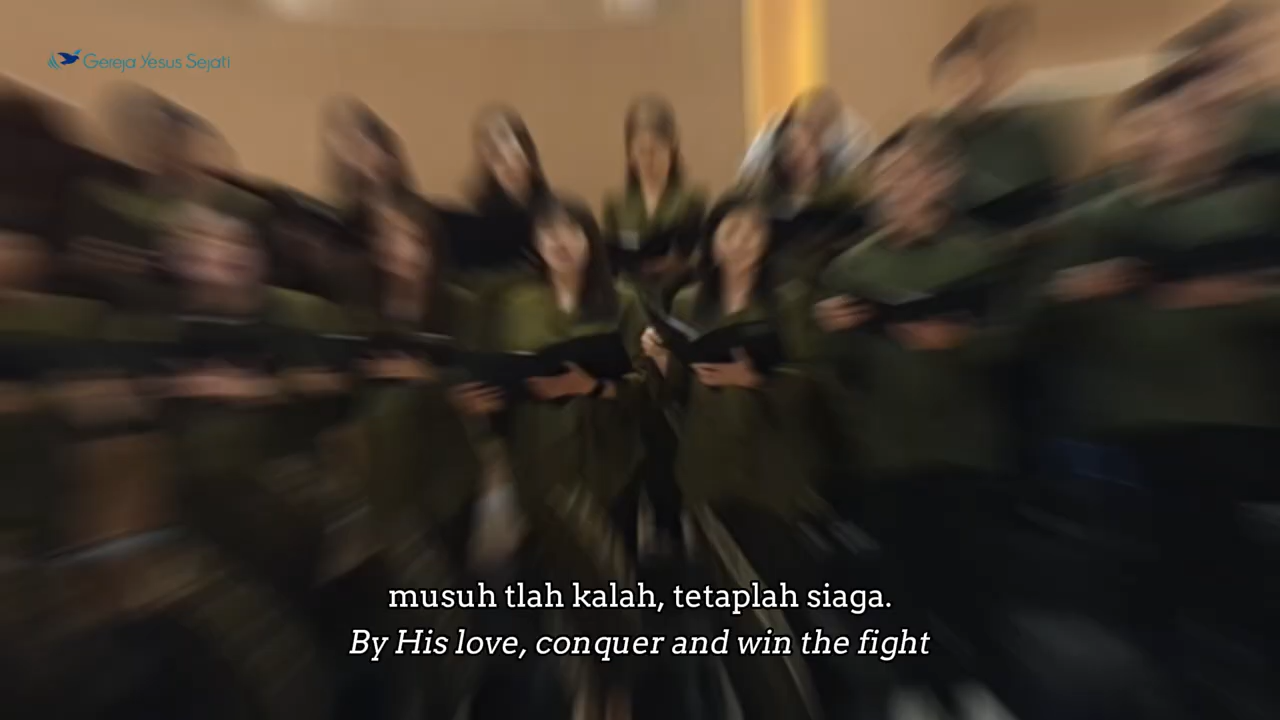 Gereja Yesus Sejati
musuh tlah kalah, tetaplah siaga.
By His love, conquer and win the fight